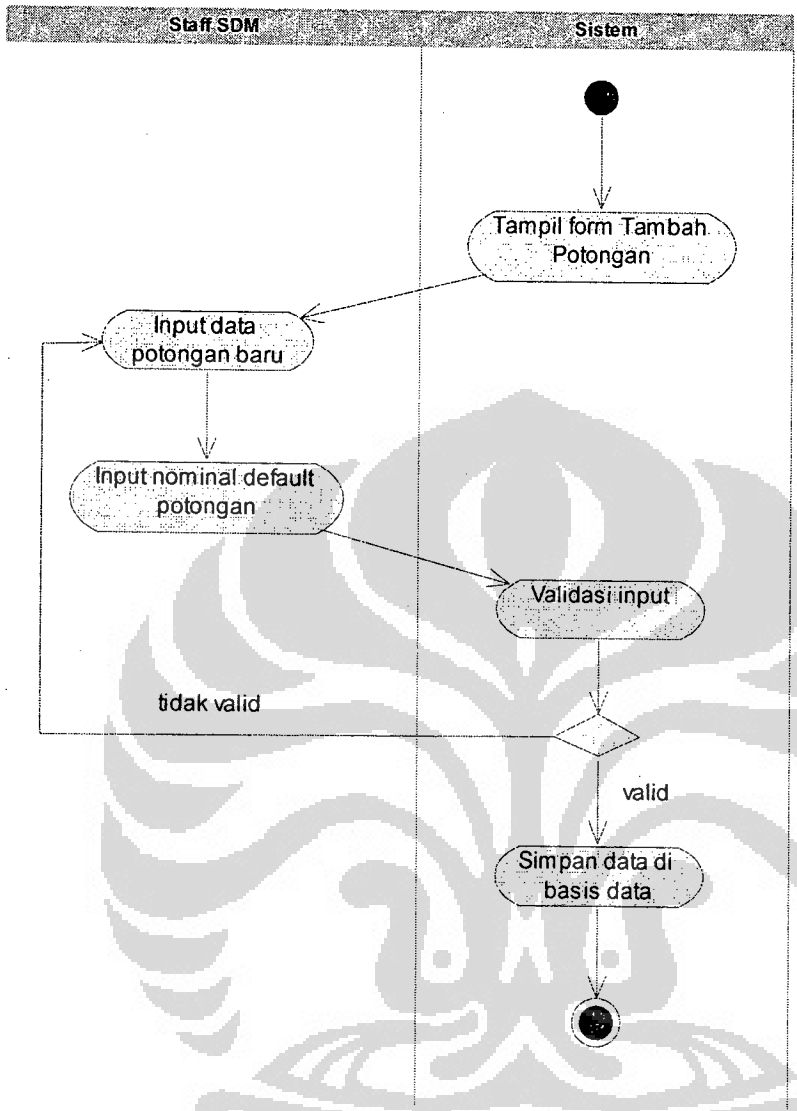 Staff SDM
Sistem
Tampil form Tambah
Potongan
Input data
potongan baru
Input nominal default
potongan
Validasi input
tidak valid
valid
Simpan data di
basis data